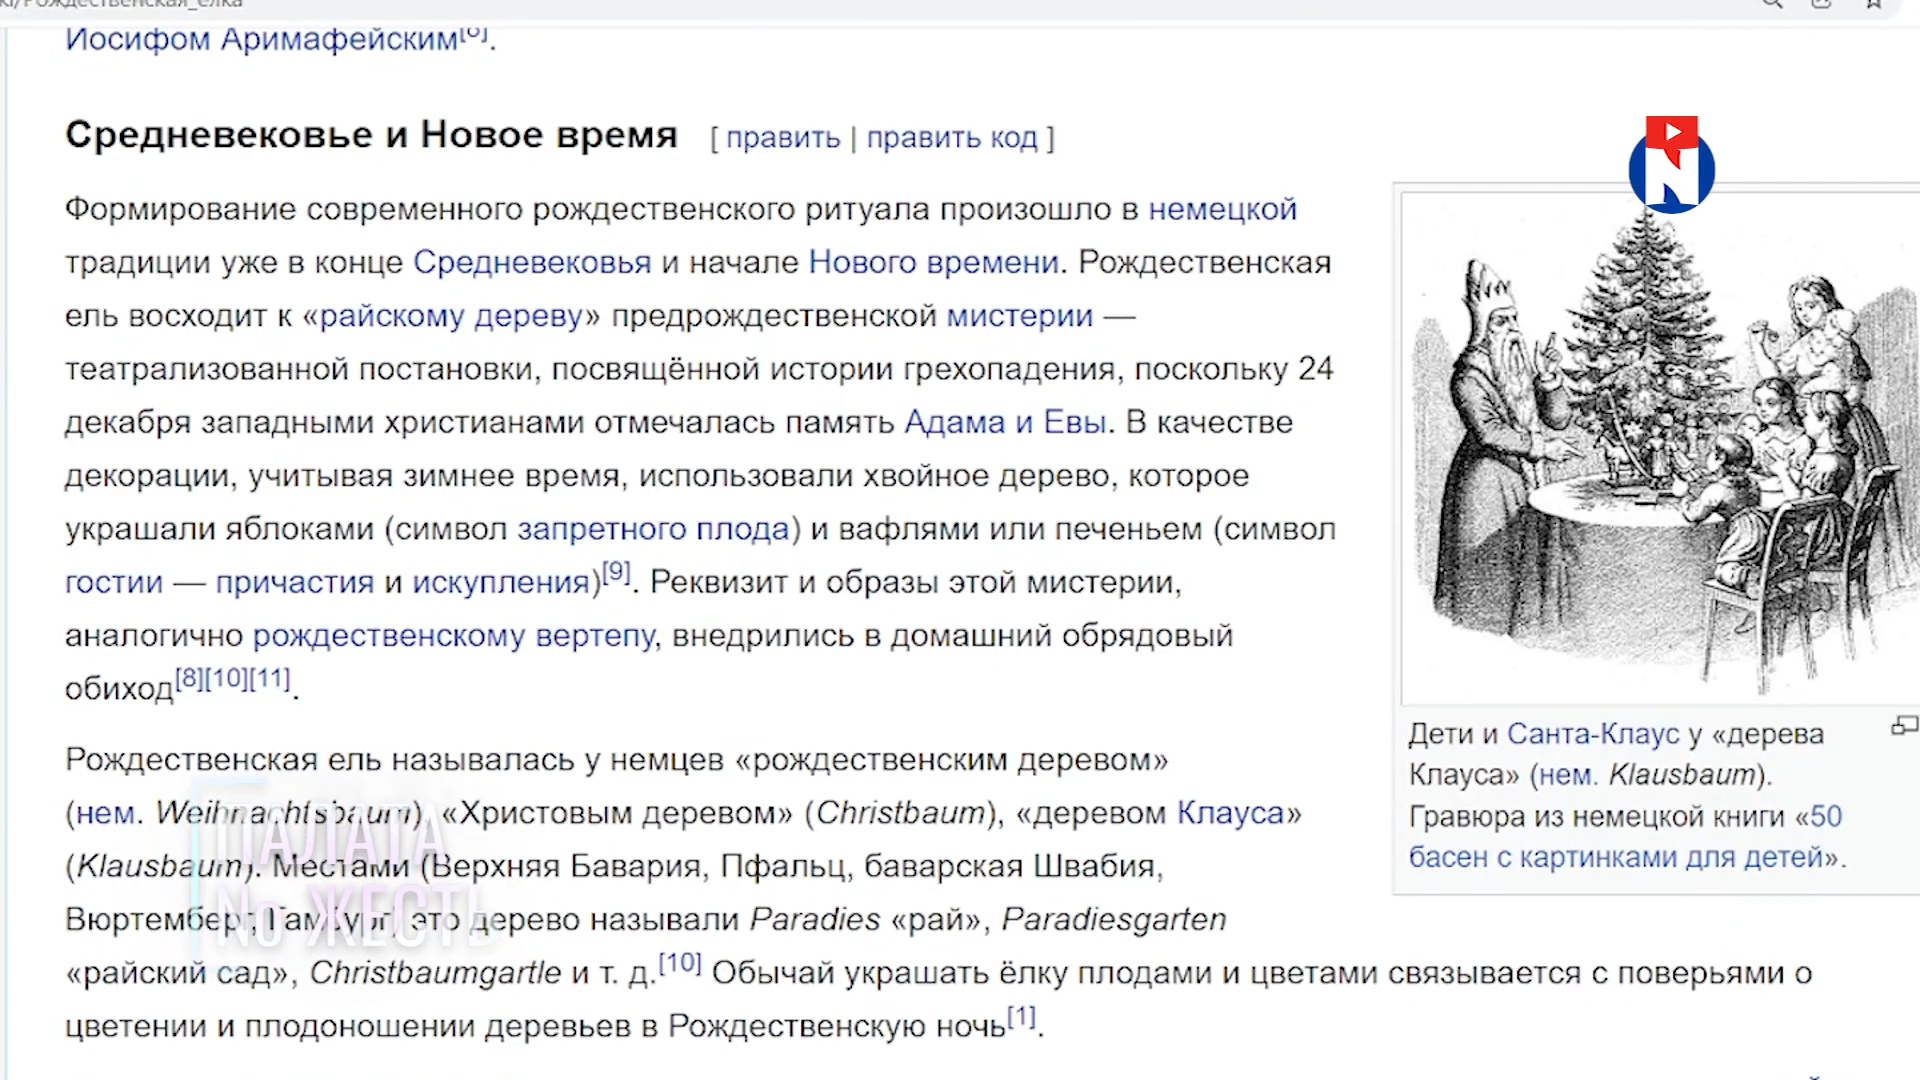 ki/Рождественская_ёлка
Иосифом Аримафейским[8].
Средневековье и Новое время [ править | править код ]
Формирование современного рождественского ритуала произошло в немецкой
традиции уже в конце Средневековья и начале Нового времени. Рождественская
ель восходит к «райскому дереву» предрождественской мистерии —
театрализованной постановки, посвящённой истории грехопадения, поскольку 24
декабря западными христианами отмечалась память Адама и Евы. В качестве
декорации, учитывая зимнее время, использовали хвойное дерево, которое
украшали яблоками (символ запретного плода) и вафлями или печеньем (символ
гостии — причастия и искупления)[9]. Реквизит и образы этой мистерии,
аналогично рождественскому вертепу, внедрились в домашний обрядовый
обиход[8][10][11].
Рождественская ель называлась у немцев «рождественским деревом»
(нем. Weihnachtsbaum), «Христовым деревом» (Christbaum), «деревом Клауса»
(Klausbaum). Местами (Верхняя Бавария, Пфальц, баварская Швабия,
Вюртемберг, Гамбург) это дерево называли Paradies «рай», Paradiesgarten
«райский сад», Christbaumgartle и т. д.[10] Обычай украшать ёлку плодами и цветами связывается с поверьями о
цветении и плодоношении деревьев в Рождественскую ночь[1].
Дети и Санта-Клаус у «дерева
Клауса» (нем. Klausbaum).
Гравюра из немецкой книги «50
басен с картинками для детей».
N
ПАЛАТА
No ЖЕСТЬ